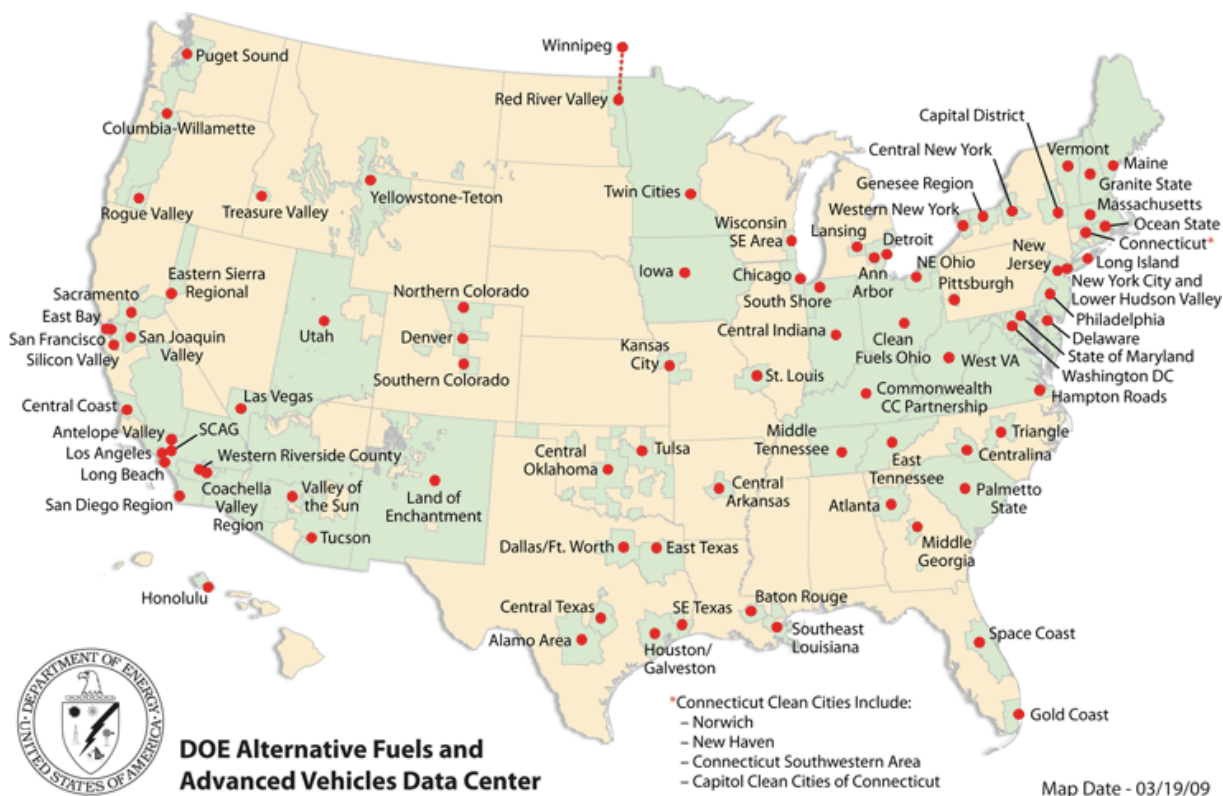 Winnipeg
Puget Sound
Red River Valley
Columbia-Willamette
Capital District
Central New York
Vermont
Maine
Genesee Region
Granite State
Yellowstone-Teton
Twin Cities
Massachusetts
Rogue Valley
Treasure Valley
Western New York
Wisconsin
SE Area
Lansing
Detroit
Ocean State
Connecticut*
New
Jersey
Long Island
Eastern Sierra
Regional
Iowa
Chicago
Ann
Arbor
NE Ohio
Pittsburgh
New York City and
Lower Hudson Valley
Sacramento
Northern Colorado
South Shore
Philadelphia
East Bay
San Francisco
Silicon Valley
San Joaquin
Valley
Utah
Denver
Central Indiana
Clean
Fuels Ohio
Delaware
Kansas
City
West VA
State of Maryland
Southern Colorado
St. Louis
Washington DC
Central Coast
Las Vegas
Commonwealth
CC Partnership
Hampton Roads
Antelope Valley
SCAG
Middle
Tennessee
Triangle
Los Angeles
Western Riverside County
Central
Oklahoma
Tulsa
Centralina
Long Beach
East
Tennessee
San Diego Region
Coachella
Valley
Region
Valley of
the Sun
Land of
Enchantment
Central
Arkansas
Palmetto
State
Atlanta
Tucson
Dallas/Ft. Worth
East Texas
Middle
Georgia
Honolulu
Central Texas
SE Texas
Baton Rouge
Alamo Area
Houston/
Galveston
Southeast
Louisiana
Space Coast
Gold Coast
*Connecticut Clean Cities Include:
– Norwich
– New Haven
– Connecticut Southwestern Area
– Capitol Clean Cities of Connecticut
DEPARTMENT OF ENERGY
UNITED STATES OF AMERICA
DOE Alternative Fuels and
Advanced Vehicles Data Center
Map Date - 03/19/09